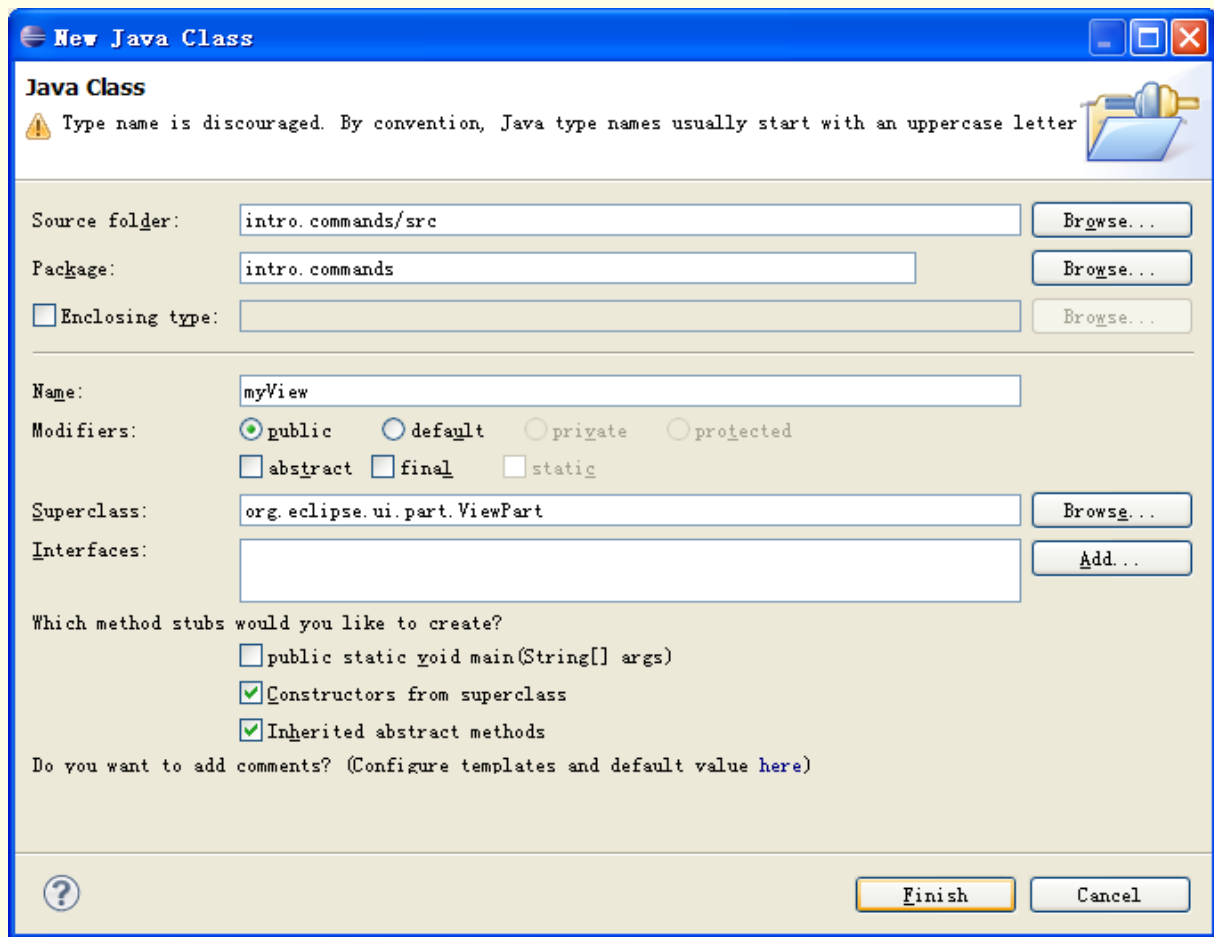 New Java Class
Java Class
Type name is discouraged. By convention, Java type names usually start with an uppercase letter
Source folder: intro.commands/src Browse...
Package: intro.commands Browse...
Enclosing type: Browse...
Name: myView
Modifiers: public default private protected
abstract final static
Superclass: org.eclipse.ui.part.ViewPart Browse...
Interfaces: Add...
Which method stubs would you like to create?
public static void main(String[] args)
Constructors from superclass
Inherited abstract methods
Do you want to add comments? (Configure templates and default value here)
? Finish Cancel